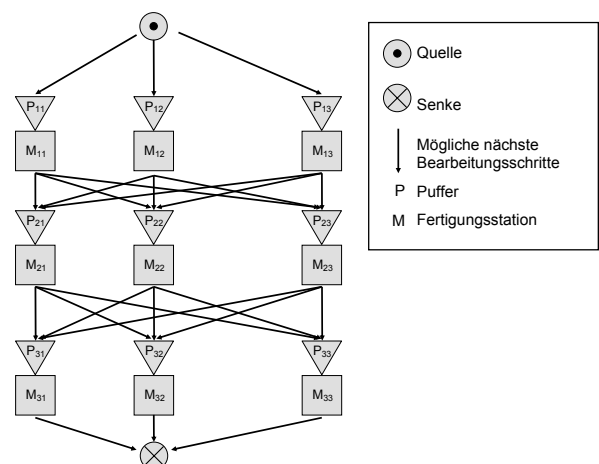 P11 P12 P13
M11 M12 M13
P21 P22 P23
M21 M22 M23
P31 P32 P33
M31 M32 M33
Quelle
Senke
Mögliche nächste
Bearbeitungsschritte
P Puffer
M Fertigungsstation